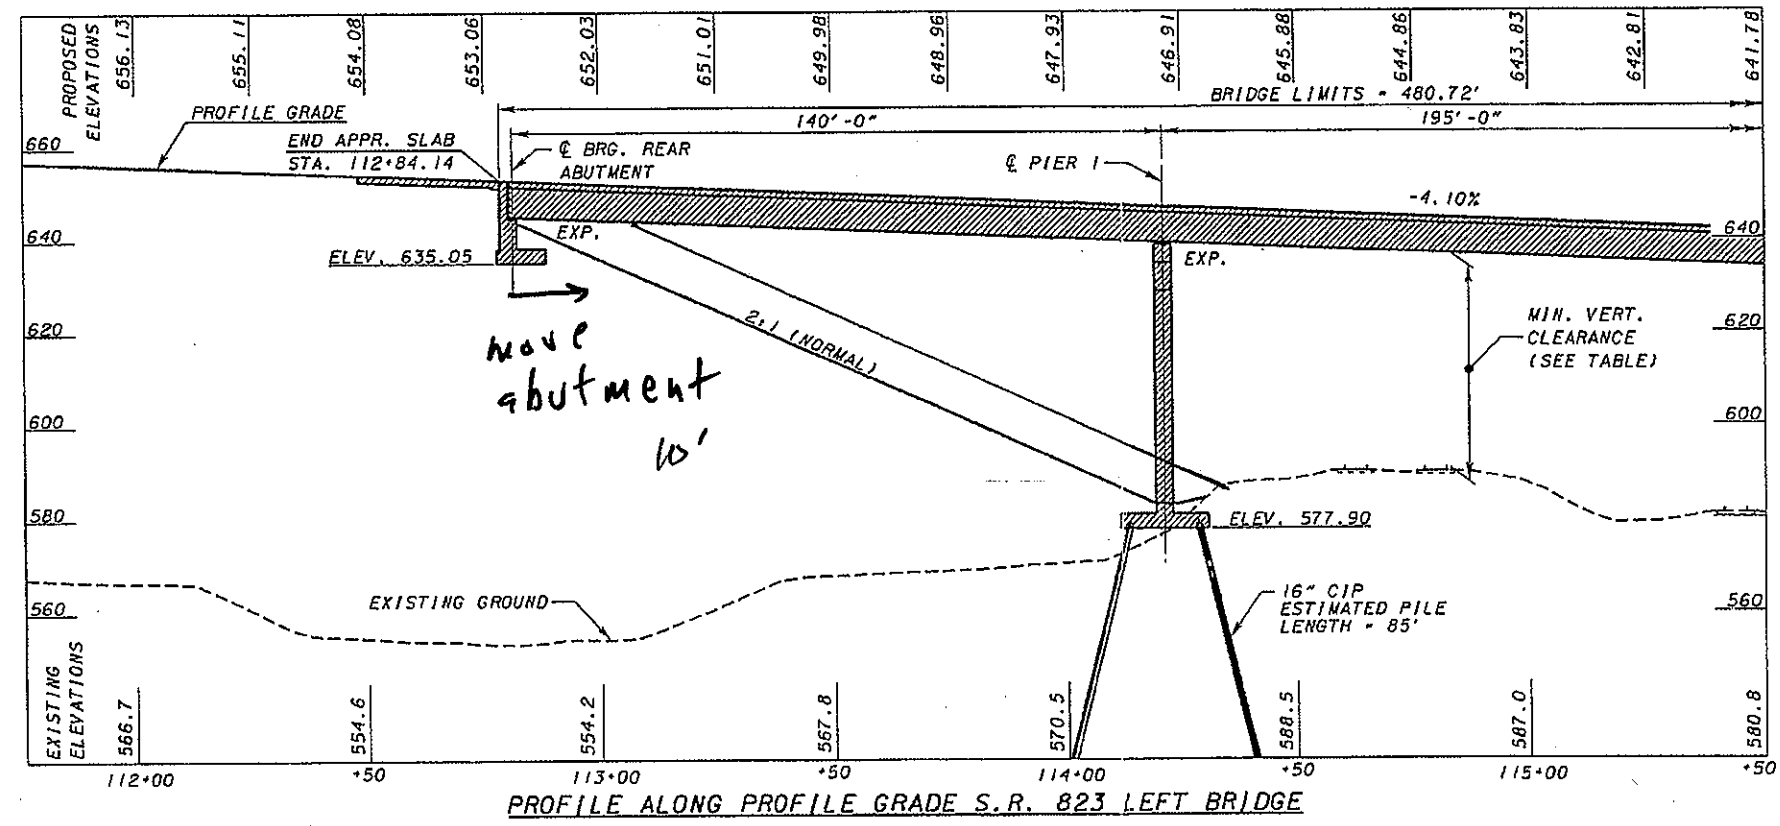 PROPOSED ELEVATIONS
656.13
655.11
654.08
653.06
652.03
651.01
649.98
648.96
947.93
646.91
645.88
644.86
643.83
642.81
641.78
BRIDGE LIMITS = 480.72'
PROFILE GRADE
140'-0"
195'-0"
END APPR. SLAB
STA. 112+84.14
℄ BRG. REAR
ABUTMENT
℄ PIER 1
660
-4.10%
640
640
EXP.
EXP.
ELEV. 635.05
move
abutment
10'
2:1 (NORMAL)
MIN. VERT.
CLEARANCE
(SEE TABLE)
620
620
600
600
580
ELEV. 577.90
560
560
EXISTING GROUND
16" CIP
ESTIMATED PILE
LENGTH = 85'
EXISTING ELEVATIONS
566.7
554.6
554.2
567.8
570.5
588.5
587.0
580.8
112+00
+50
113+00
+50
114+00
+50
115+00
+50
PROFILE ALONG PROFILE GRADE S.R. 823 LEFT BRIDGE